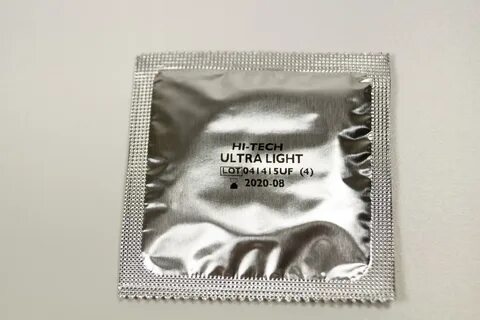 HI-TECH
ULTRA LIGHT
LOT 041415UF (4)
2020-08